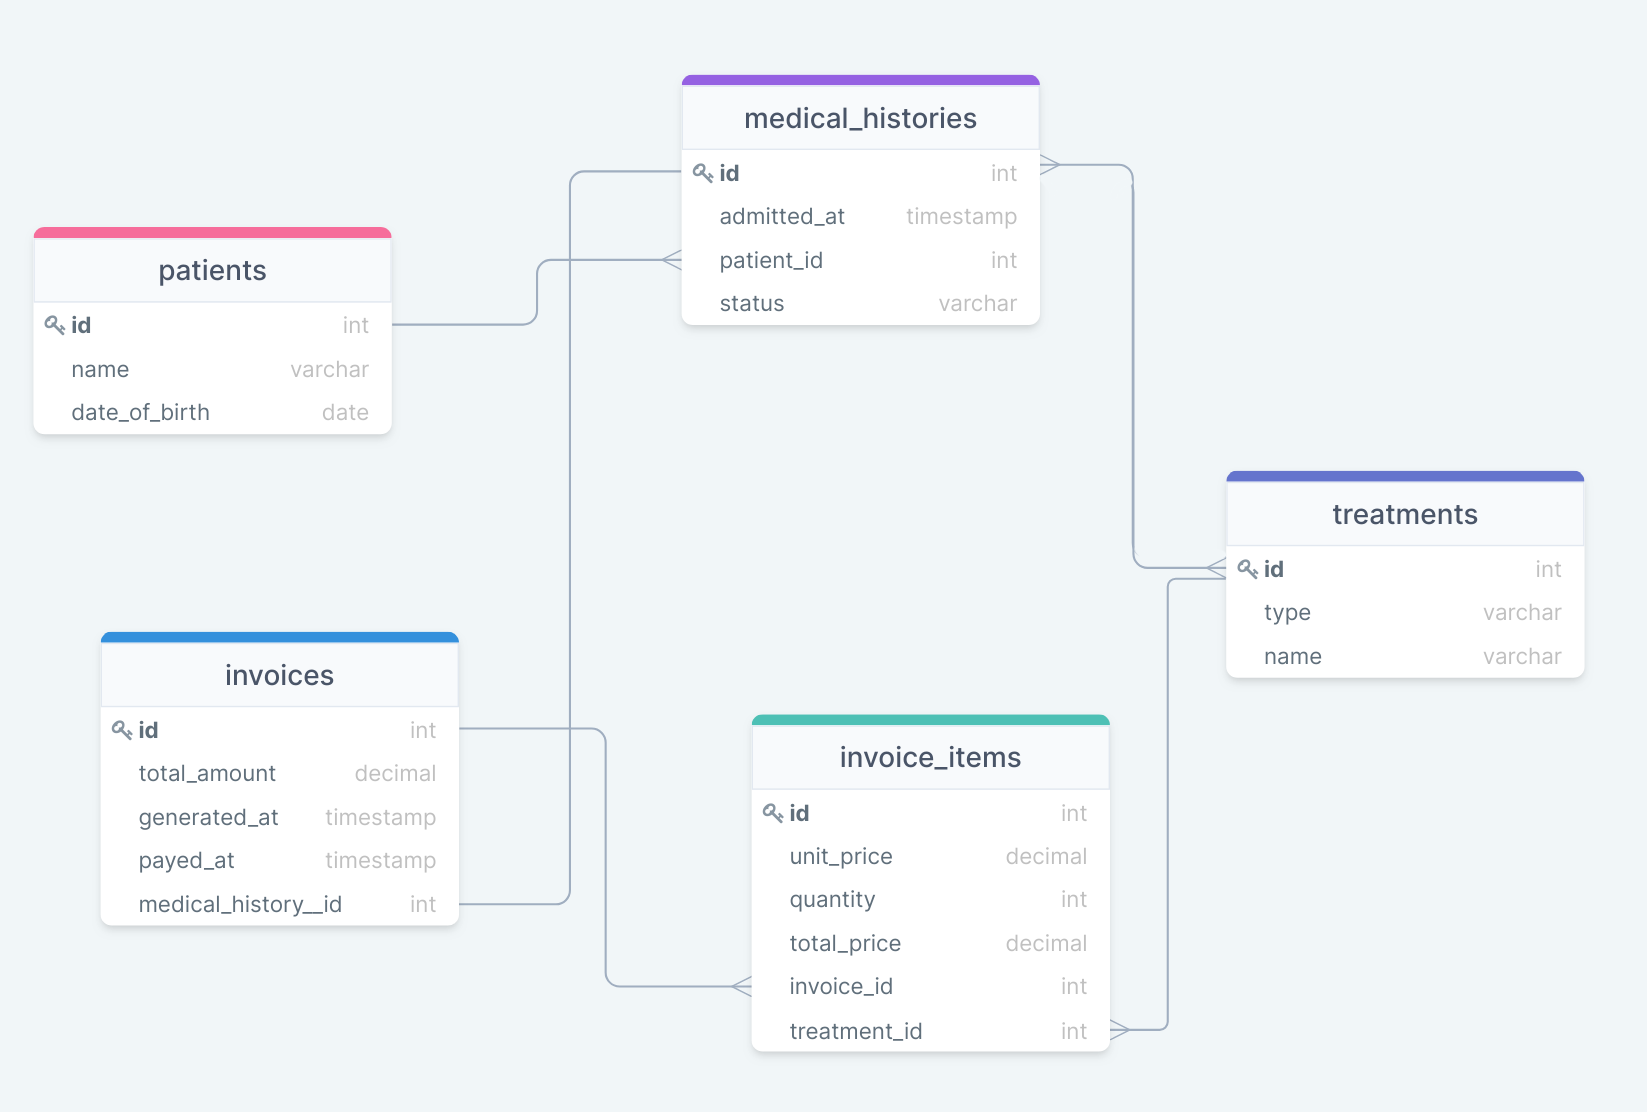 medical_histories
id int
admitted_at timestamp
patient_id int
status varchar
patients
id int
name varchar
date_of_birth date
treatments
id int
type varchar
name varchar
invoices
id int
total_amount decimal
generated_at timestamp
payed_at timestamp
medical_history__id int
invoice_items
id int
unit_price decimal
quantity int
total_price decimal
invoice_id int
treatment_id int